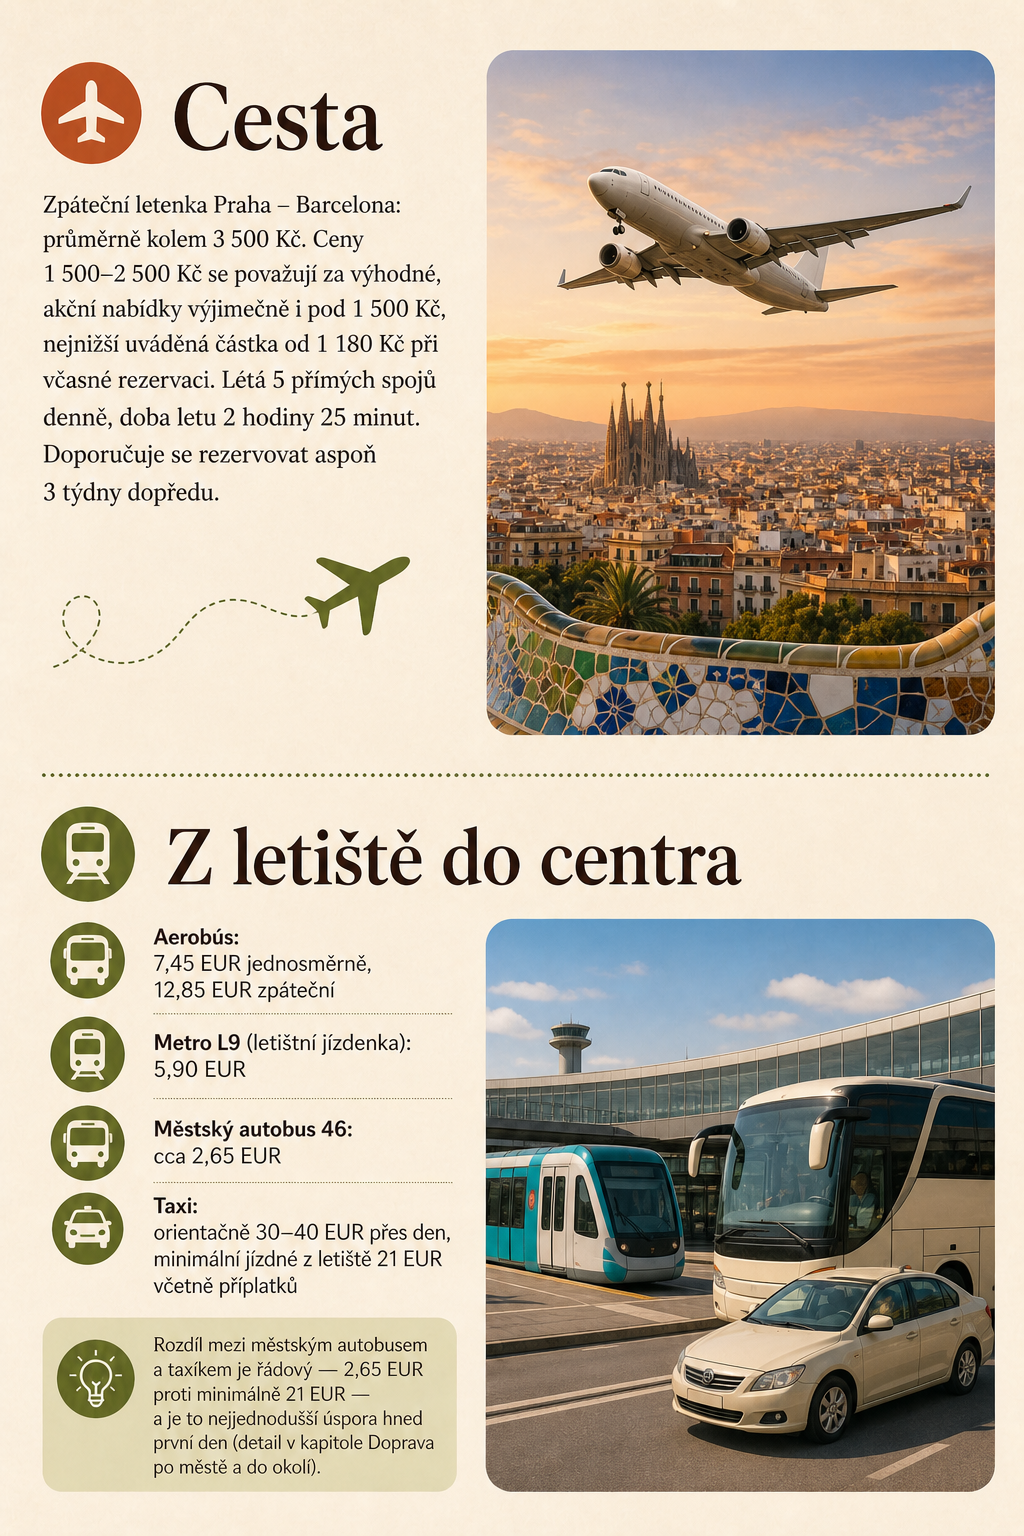 Cesta
Zpáteční letenka Praha – Barcelona:
průměrně kolem 3 500 Kč. Ceny
1 500–2 500 Kč se považují za výhodné,
akční nabídky výjimečně i pod 1 500 Kč,
nejnižší uváděná částka od 1 180 Kč při
včasné rezervaci. Létá 5 přímých spojů
denně, doba letu 2 hodiny 25 minut.
Doporučuje se rezervovat aspoň
3 týdny dopředu.
Z letiště do centra
Aerobús:
7,45 EUR jednosměrně,
12,85 EUR zpáteční
Metro L9 (letištní jízdenka):
5,90 EUR
Městský autobus 46:
cca 2,65 EUR
Taxi:
orientačně 30–40 EUR přes den,
minimální jízdné z letiště 21 EUR
včetně příplatků
Rozdíl mezi městským autobusem
a taxíkem je řádový — 2,65 EUR
proti minimálně 21 EUR —
a je to nejjednodušší úspora hned
první den (detail v kapitole Doprava
po městě a do okolí).